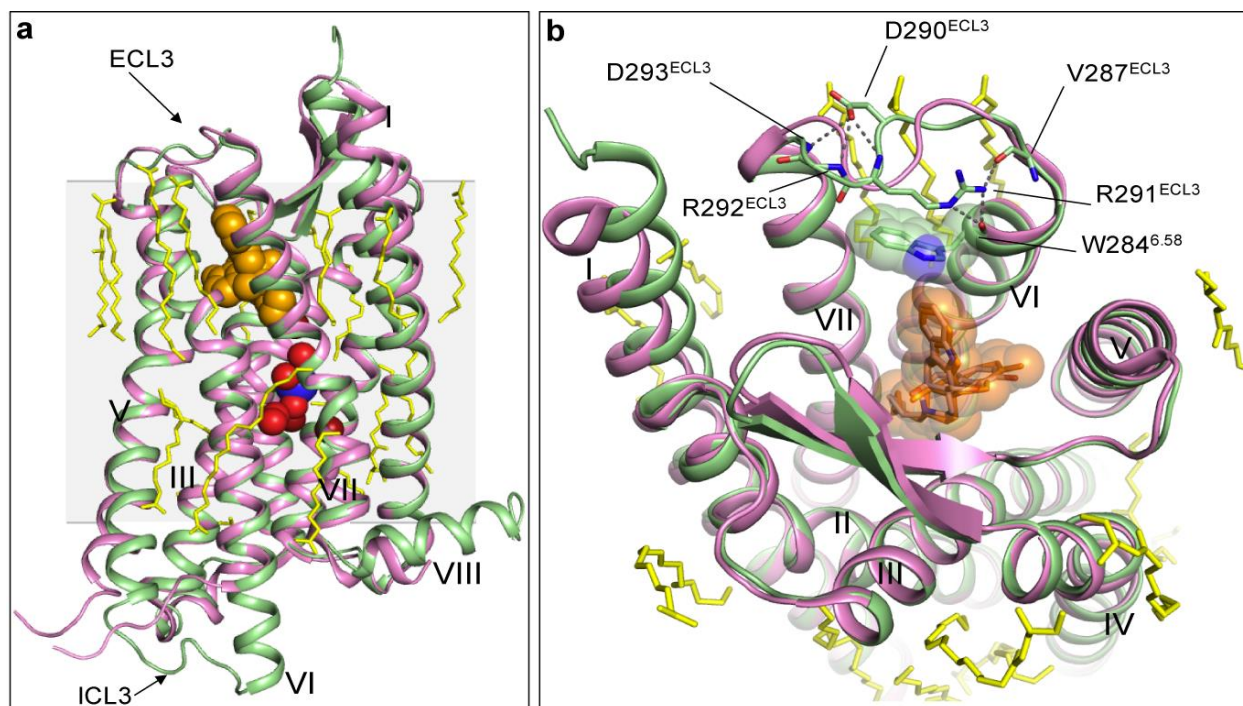 a
ECL3
I
V
III
VII
VIII
ICL3
VI
b
D290ECL3
D293ECL3
V287ECL3
R292ECL3
R291ECL3
W2846.58
I
VII
VI
V
II
III
IV